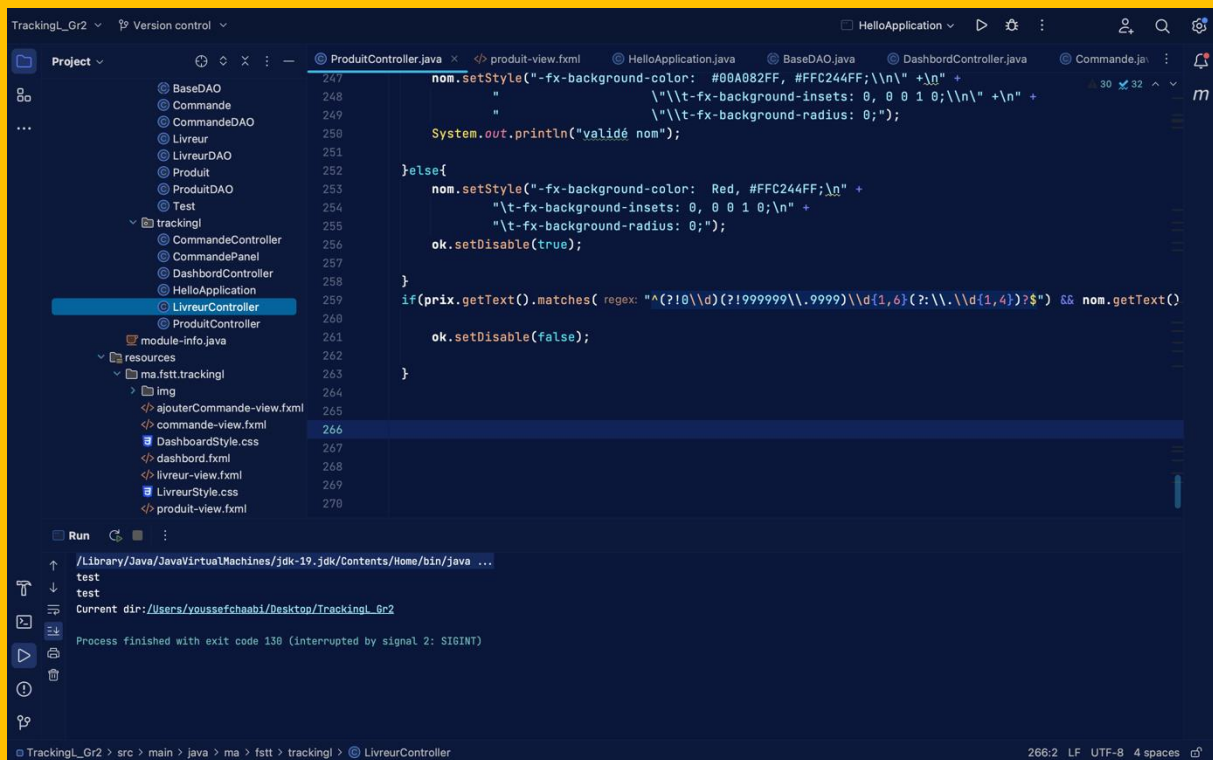 TrackingL_Gr2 Version control HelloApplication
Project
ProduitController.java × </> produit-view.fxml HelloApplication.java BaseDAO.java DashbordController.java Commande.ja
BaseDAO
Commande
CommandeDAO
Livreur
LivreurDAO
Produit
ProduitDAO
Test
trackingl
CommandeController
CommandePanel
DashbordController
HelloApplication
LivreurController
ProduitController
module-info.java
resources
ma.fstt.trackingl
img
</> ajouterCommande-view.fxml
</> commande-view.fxml
DashboardStyle.css
</> dashbord.fxml
</> livreur-view.fxml
LivreurStyle.css
</> produit-view.fxml
30 32
247 nom.setStyle("-fx-background-color:  #00A082FF, #FFC244FF;\\n\" +\n" +
248 "                    \"\\t-fx-background-insets: 0, 0 0 1 0;\\n\" +\n" +
249 "                    \"\\t-fx-background-radius: 0;");
250 System.out.println("validé nom");
251
252 }else{
253 nom.setStyle("-fx-background-color:  Red, #FFC244FF;\n" +
254 "\t-fx-background-insets: 0, 0 0 1 0;\n" +
255 "\t-fx-background-radius: 0;");
256 ok.setDisable(true);
257
258 }
259 if(prix.getText().matches( regex: "^(?!0\\d)(?!999999\\.9999)\\d{1,6}(?:\\.\\d{1,4})?$") && nom.getText()
260
261 ok.setDisable(false);
262
263 }
264
265
266
267
268
269
270
m
Run
/Library/Java/JavaVirtualMachines/jdk-19.jdk/Contents/Home/bin/java ...
test
test
Current dir:/Users/youssefchaabi/Desktop/TrackingL_Gr2
Process finished with exit code 130 (interrupted by signal 2: SIGINT)
TrackingL_Gr2 > src > main > java > ma > fstt > trackingl > LivreurController 266:2 LF UTF-8 4 spaces